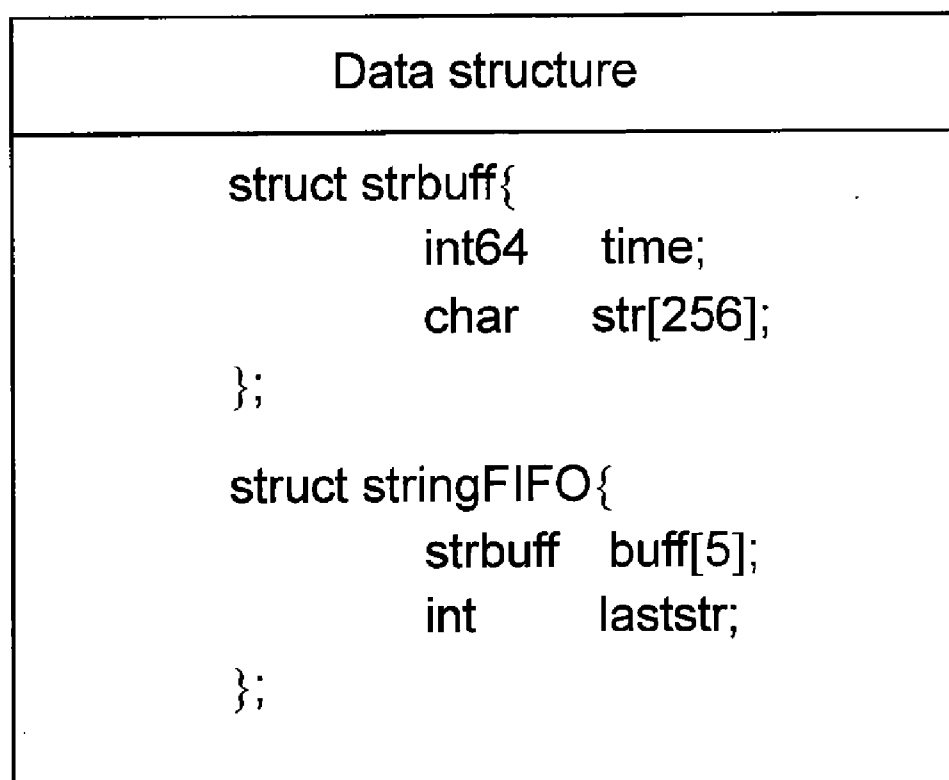 Data structure
struct strbuff{
int64 time;
char str[256];
};
struct stringFIFO{
strbuff buff[5];
int laststr;
};